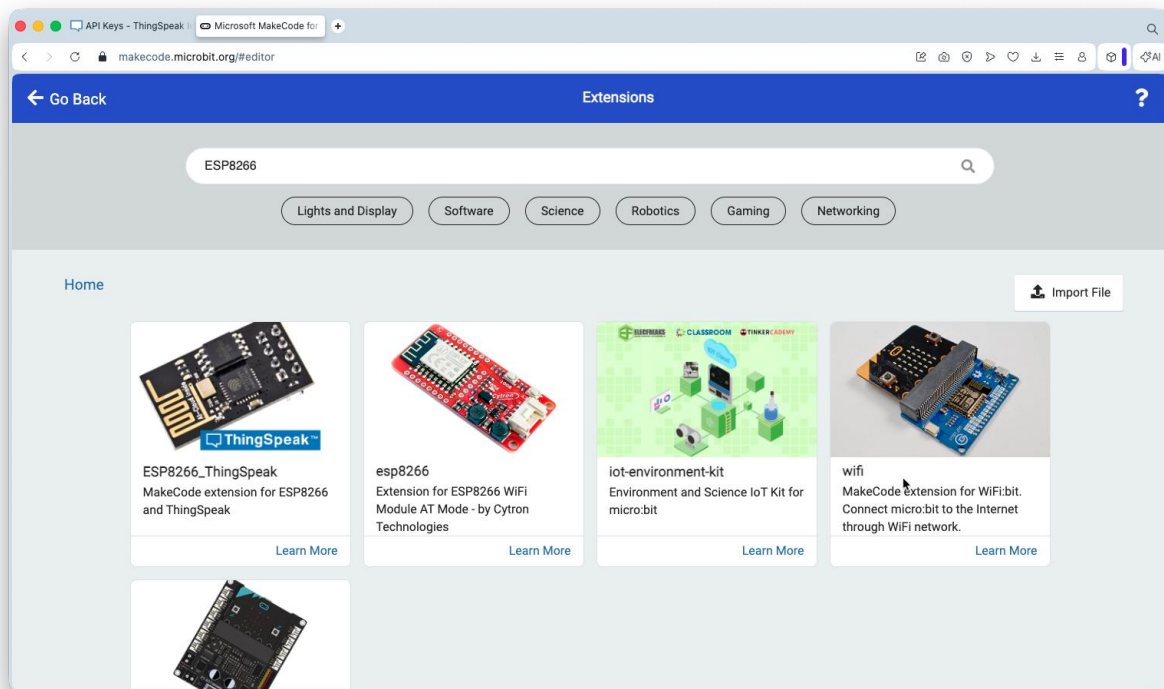 API Keys - ThingSpeak
Microsoft MakeCode for
makecode.microbit.org/#editor
AI
Go Back
Extensions
?
ESP8266
Lights and Display
Software
Science
Robotics
Gaming
Networking
Home
Import File
ThingSpeak™
ELECFREAKS CLASSROOM TINKERCADEMY
ESP8266_ThingSpeak
MakeCode extension for ESP8266
and ThingSpeak
Learn More
esp8266
Extension for ESP8266 WiFi
Module AT Mode - by Cytron
Technologies
Learn More
iot-environment-kit
Environment and Science IoT Kit for
micro:bit
Learn More
wifi
MakeCode extension for WiFi:bit.
Connect micro:bit to the Internet
through WiFi network.
Learn More